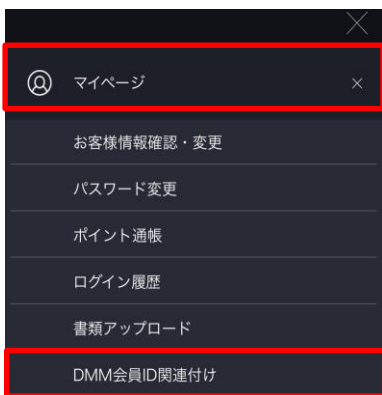 マイページ
お客様情報確認・変更
パスワード変更
ポイント通帳
ログイン履歴
書類アップロード
DMM会員ID関連付け